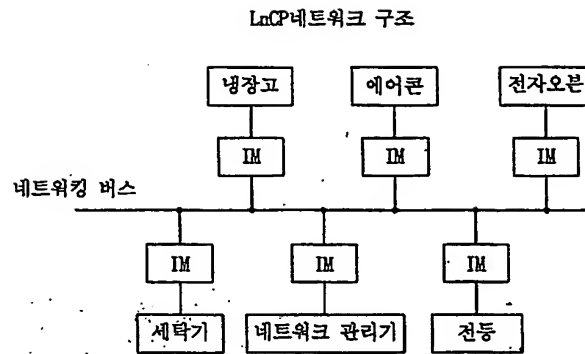 LnCP네트워크 구조
냉장고 에어콘 전자오븐
IM IM IM
네트워킹 버스
IM IM IM
세탁기 네트워크 관리기 전등